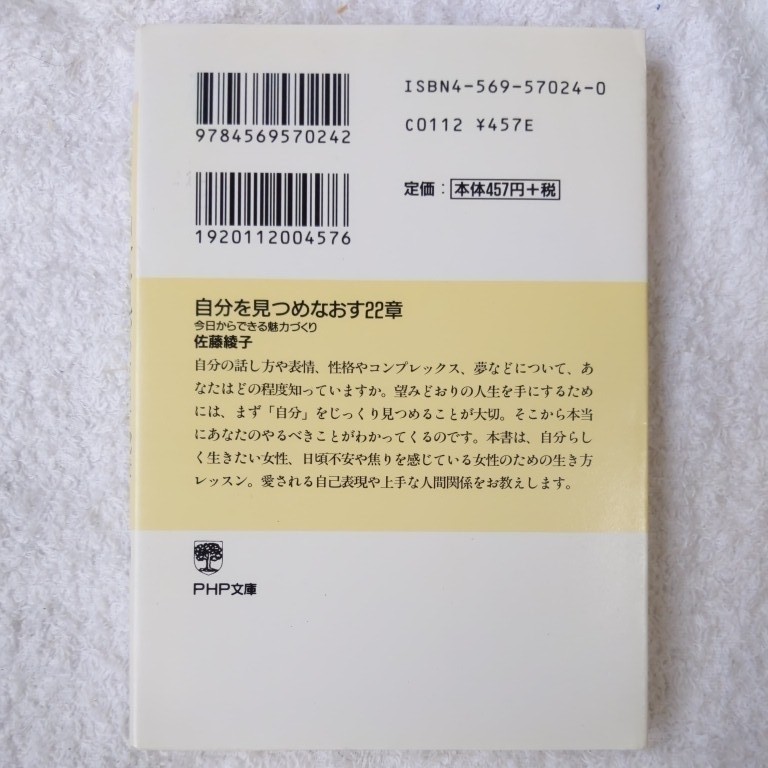 ISBN4-569-57024-0
9784569570242
C0112 ¥457E
定価：本体457円＋税
1920112004576
自分を見つめなおす22章
今日からできる魅力づくり
佐藤綾子
自分の話し方や表情、性格やコンプレックス、夢などについて、あ
なたはどの程度知っていますか。望みどおりの人生を手にするため
には、まず「自分」をじっくり見つめることが大切。そこから本当
にあなたのやるべきことがわかってくるのです。本書は、自分らし
く生きたい女性、日頃不安や焦りを感じている女性のための生き方
レッスン。愛される自己表現や上手な人間関係をお教えします。
PHP文庫